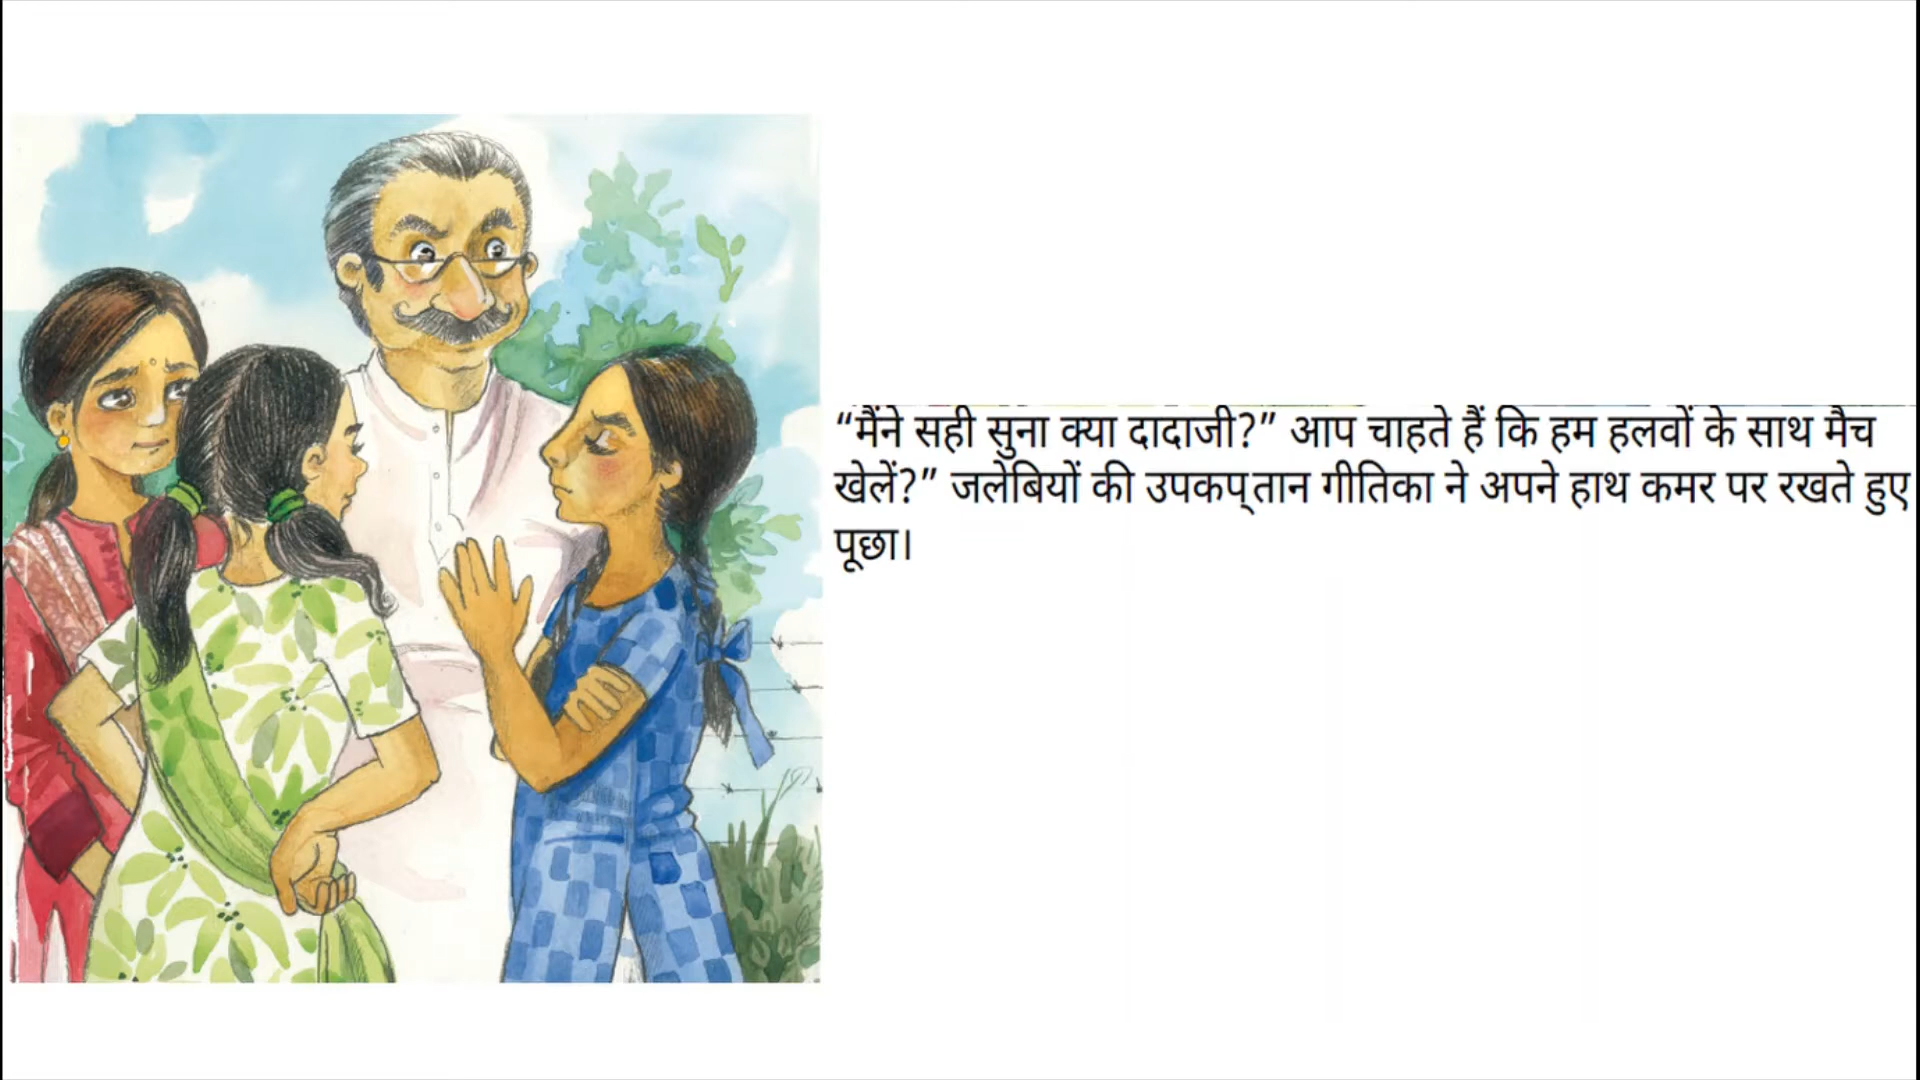 “मैंने सही सुना क्या दादाजी?” आप चाहते हैं कि हम हलवों के साथ मैच
खेलें?” जलेबियों की उपकप्‌तान गीतिका ने अपने हाथ कमर पर रखते हुए
पूछा।